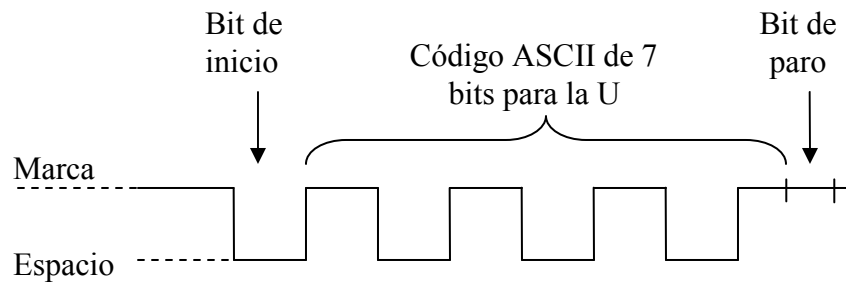 Bit de
inicio
Código ASCII de 7
bits para la U
Bit de
paro
Marca
Espacio